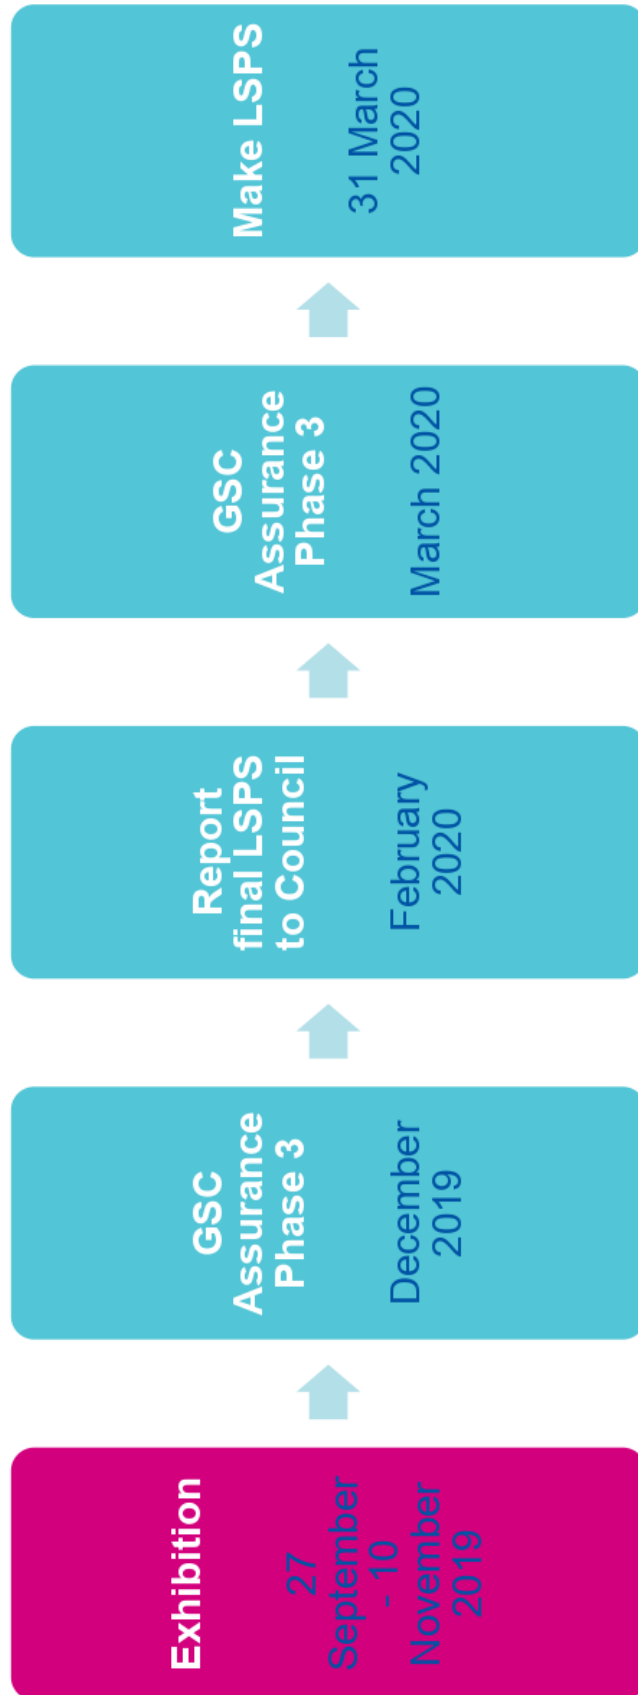 Exhibition
27
September
- 10
November
2019
GSC
Assurance
Phase 3
December
2019
Report
final LSPS
to Council
February
2020
GSC
Assurance
Phase 3
March 2020
Make LSPS
31 March
2020